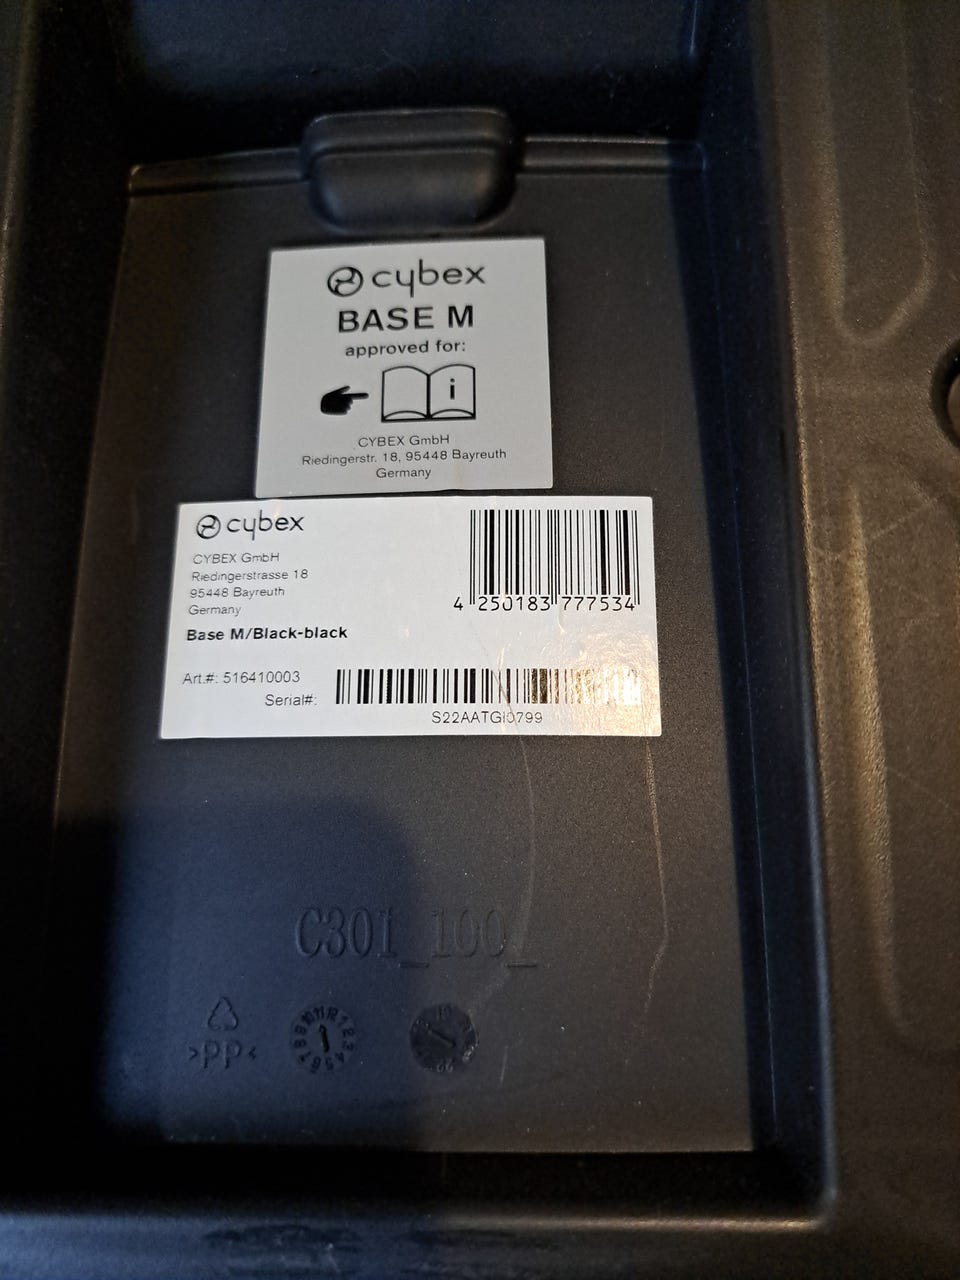 cybex
BASE M
approved for:
i
CYBEX GmbH
Riedingerstr. 18, 95448 Bayreuth
Germany
cybex
CYBEX GmbH
Riedingerstrasse 18
95448 Bayreuth
Germany
4 250183 777534
Base M/Black-black
Art.#: 516410003
Serial#:
S22AATGI0799
C301_100_
>PP<